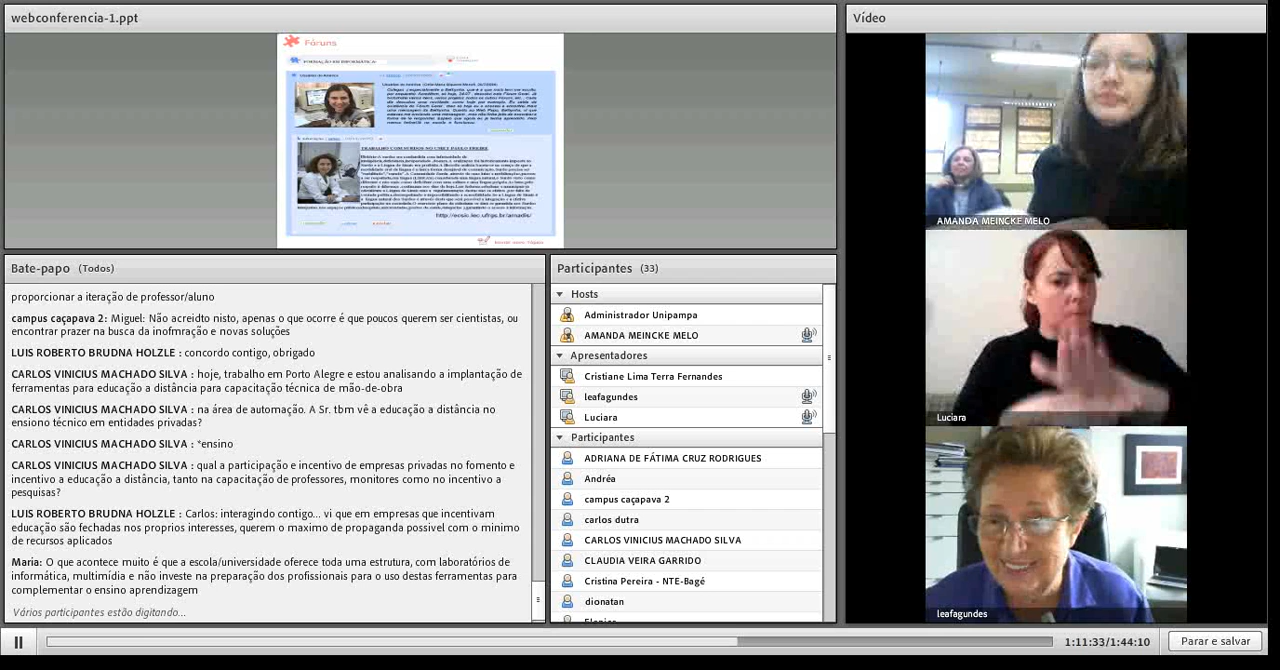 webconferencia-1.ppt
Fóruns
TRABALHO COM SURDOS NO CMET PAULO FREIRE
Bate-papo (Todos)
proporcionar a iteração de professor/aluno
campus caçapava 2: Miguel: Não acreidto nisto, apenas o que ocorre é que poucos querem ser cientistas, ou
encontrar prazer na busca da inofmração e novas soluções
LUIS ROBERTO BRUDNA HOLZLE : concordo contigo, obrigado
CARLOS VINICIUS MACHADO SILVA : hoje, trabalho em Porto Alegre e estou analisando a implantação de
ferramentas para educação a distância para capacitação técnica de mão-de-obra
CARLOS VINICIUS MACHADO SILVA : na área de automação. A Sr. tbm vê a educação a distância no
ensiono técnico em entidades privadas?
CARLOS VINICIUS MACHADO SILVA : *ensino
CARLOS VINICIUS MACHADO SILVA : qual a participação e incentivo de empresas privadas no fomento e
incentivo a educação a distância, tanto na capacitação de professores, monitores como no incentivo a
pesquisas?
LUIS ROBERTO BRUDNA HOLZLE : Carlos: interagindo contigo... vi que em empresas que incentivam
educação são fechadas nos proprios interesses, querem o maximo de propaganda possivel com o minimo
de recursos aplicados
Maria: O que acontece muito é que a escola/universidade oferece toda uma estrutura, com laboratórios de
informática, multimídia e não investe na preparação dos profissionais para o uso destas ferramentas para
complementar o ensino aprendizagem
Vários participantes estão digitando...
Participantes (33)
Hosts
Administrador Unipampa
AMANDA MEINCKE MELO
Apresentadores
Cristiane Lima Terra Fernandes
leafagundes
Luciara
Participantes
ADRIANA DE FÁTIMA CRUZ RODRIGUES
Andréa
campus caçapava 2
carlos dutra
CARLOS VINICIUS MACHADO SILVA
CLAUDIA VEIRA GARRIDO
Cristina Pereira - NTE-Bagé
dionatan
Vídeo
AMANDA MEINCKE MELO
Luciara
leafagundes
1:11:33/1:44:10
Parar e salvar